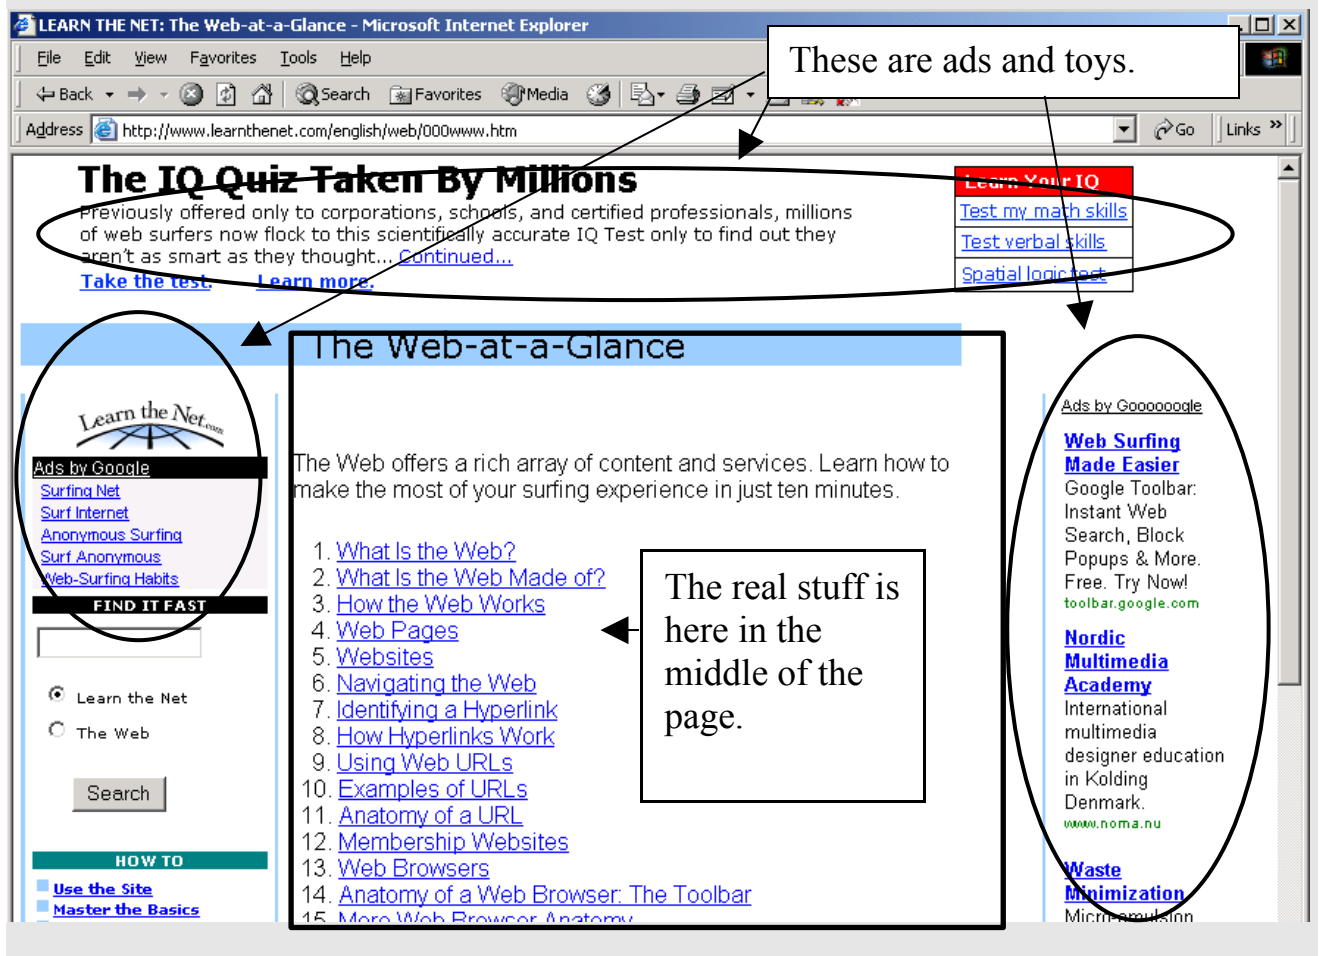 LEARN THE NET: The Web-at-a-Glance - Microsoft Internet Explorer
File Edit View Favorites Tools Help
Back Search Favorites Media
Address http://www.learnthenet.com/english/web/000www.htm Go Links »
These are ads and toys.
The IQ Quiz Taken By Millions
Previously offered only to corporations, schools, and certified professionals, millions
of web surfers now flock to this scientifically accurate IQ Test only to find out they
aren't as smart as they thought... Continued...
Take the test. Learn more.
Learn Your IQ
Test my math skills
Test verbal skills
Spatial logic test
The Web-at-a-Glance
Learn the Net.com
Ads by Google
Surfing Net
Surf Internet
Anonymous Surfing
Surf Anonymous
Web-Surfing Habits
FIND IT FAST
Learn the Net
The Web
Search
HOW TO
Use the Site
Master the Basics
The Web offers a rich array of content and services. Learn how to
make the most of your surfing experience in just ten minutes.
1. What Is the Web?
2. What Is the Web Made of?
3. How the Web Works
4. Web Pages
5. Websites
6. Navigating the Web
7. Identifying a Hyperlink
8. How Hyperlinks Work
9. Using Web URLs
10. Examples of URLs
11. Anatomy of a URL
12. Membership Websites
13. Web Browsers
14. Anatomy of a Web Browser: The Toolbar
15. More Web Browser Anatomy
The real stuff is
here in the
middle of the
page.
Ads by Goooooogle
Web Surfing
Made Easier
Google Toolbar:
Instant Web
Search, Block
Popups & More.
Free. Try Now!
toolbar.google.com
Nordic
Multimedia
Academy
International
multimedia
designer education
in Kolding
Denmark.
www.noma.nu
Waste
Minimization
Micro-emulsion